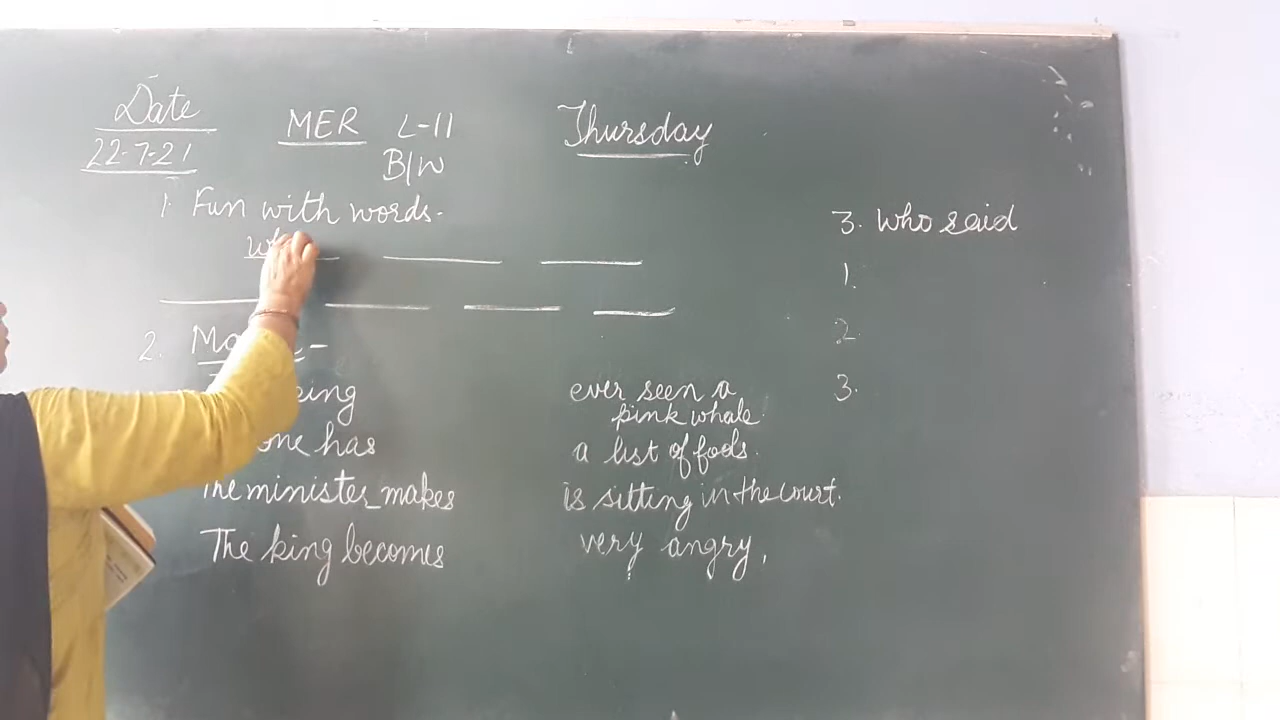 Date
22-7-21
MER L-11
B/W
Thursday
1. Fun with words.
2.
king
ever seen a
pink whale.
one has
a list of fools.
The minister makes
is sitting in the court.
The king becomes
very angry,
3. Who said
1.
2
3.